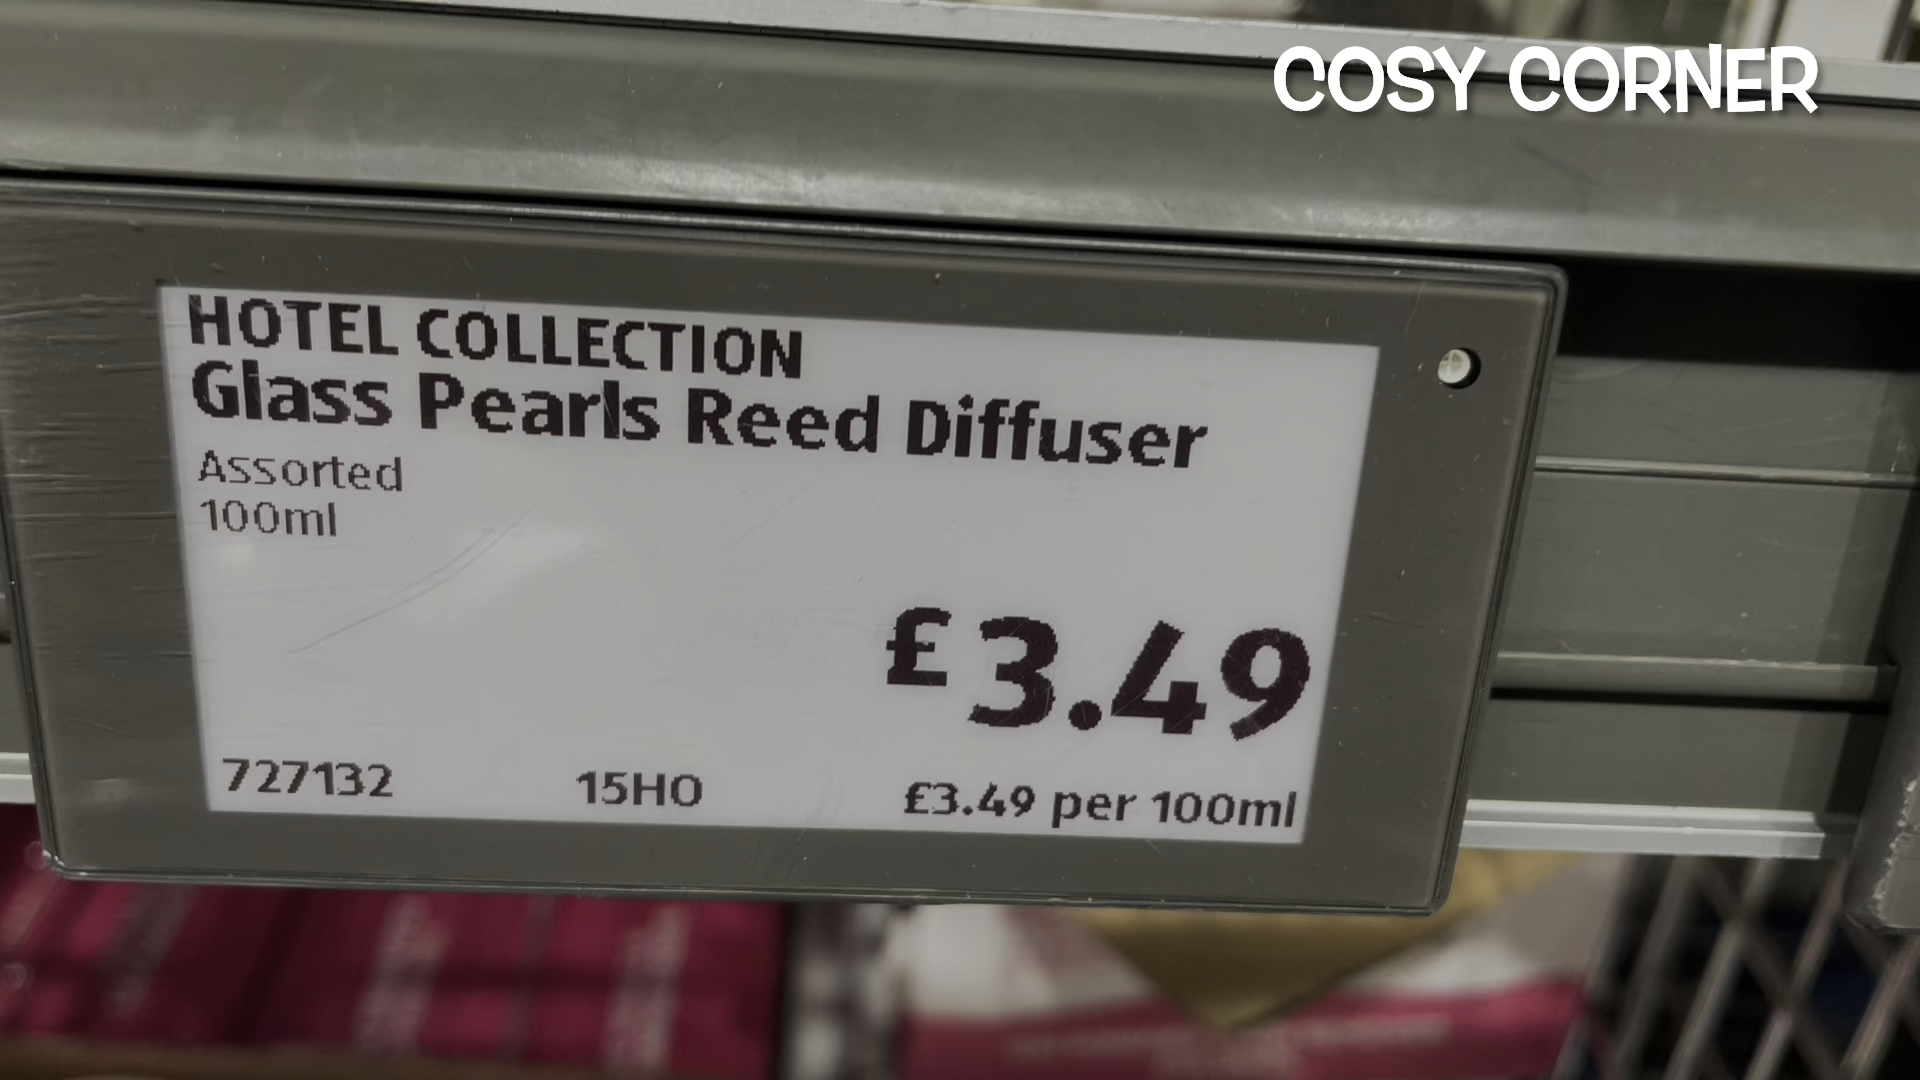 COSY CORNER
HOTEL COLLECTION
Glass Pearls Reed Diffuser
Assorted
100ml
£3.49
727132 15HO £3.49 per 100ml